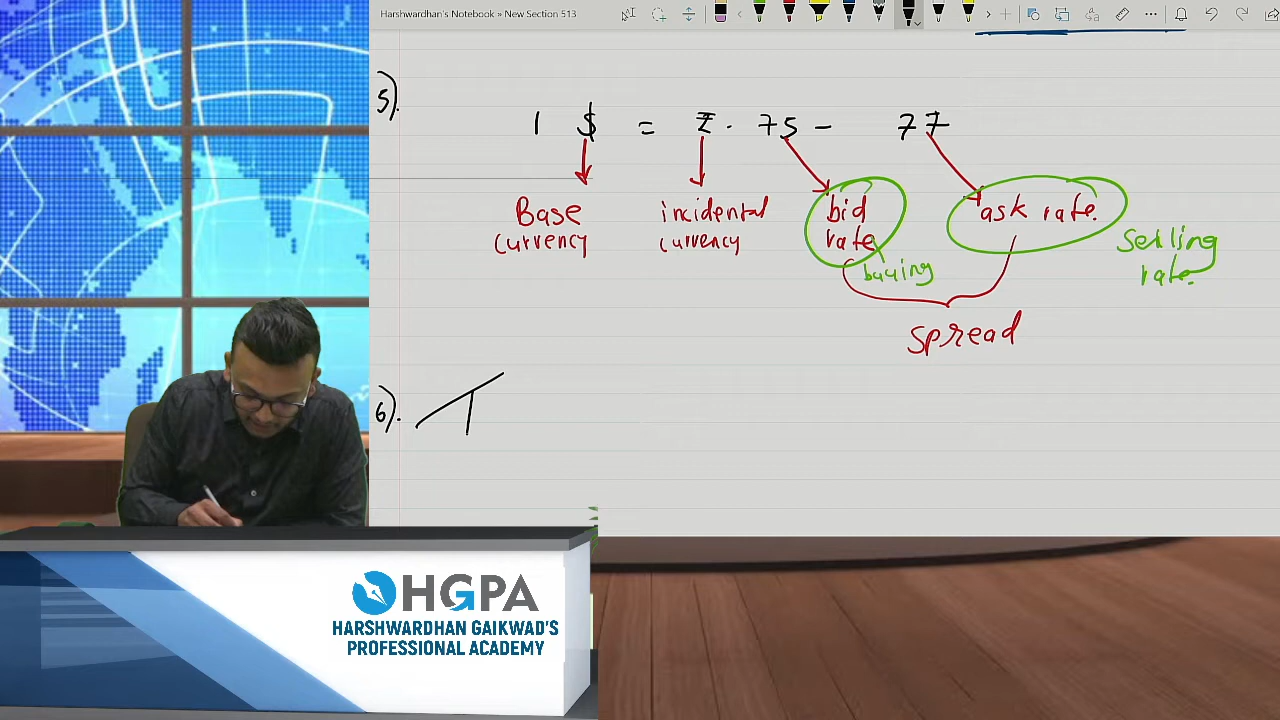 Harshwardhan's Notebook » New Section 513
5).
1 $ = ₹. 75 – 77
Base currency
incidental currency
bid rate
ask rate.
buying
Selling rate.
spread
6).
HGPA
HARSHWARDHAN GAIKWAD'S
PROFESSIONAL ACADEMY